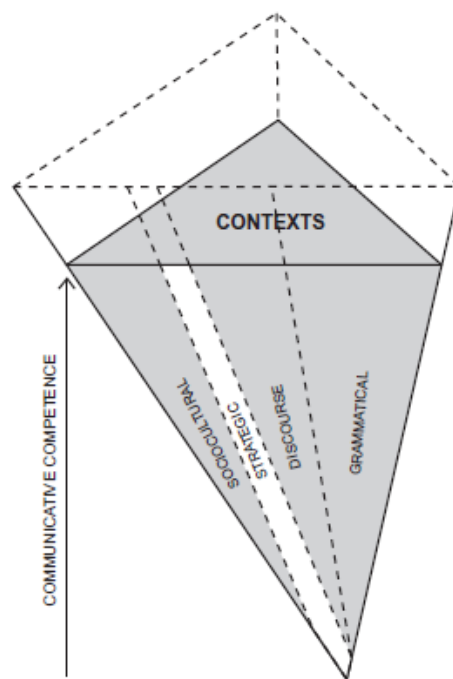 CONTEXTS
COMMUNICATIVE COMPETENCE
SOCIOCULTURAL
STRATEGIC
DISCOURSE
GRAMMATICAL